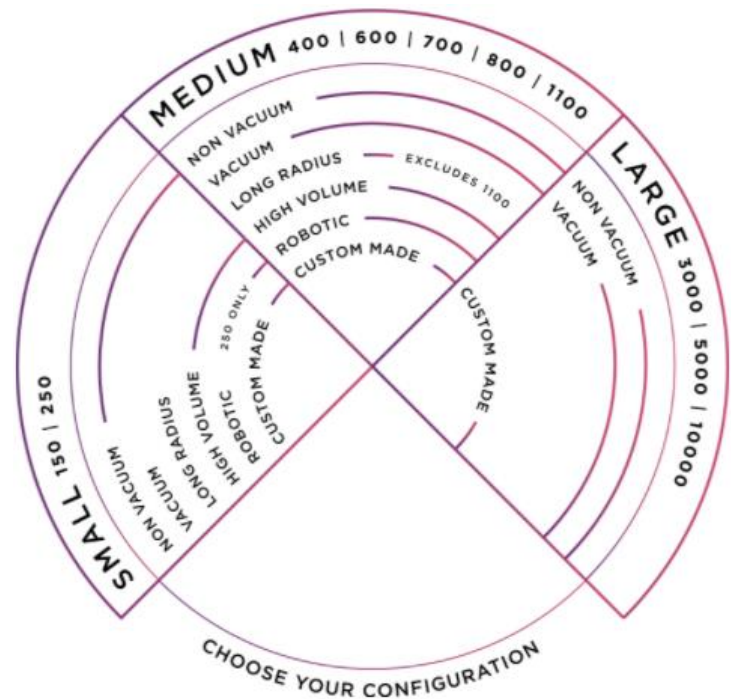 MEDIUM 400 | 600 | 700 | 800 | 1100
NON VACUUM
VACUUM
LONG RADIUS EXCLUDES 1100
HIGH VOLUME
ROBOTIC
CUSTOM MADE
LARGE 3000 | 5000 | 10000
NON VACUUM
VACUUM
CUSTOM MADE
SMALL 150 | 250
NON VACUUM
VACUUM
LONG RADIUS
HIGH VOLUME
ROBOTIC 250 ONLY
CUSTOM MADE
CHOOSE YOUR CONFIGURATION